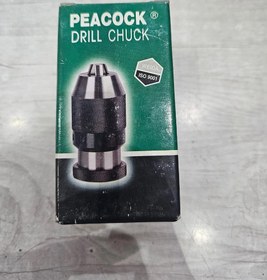 PEACOCK ®
DRILL CHUCK
ISO 9001